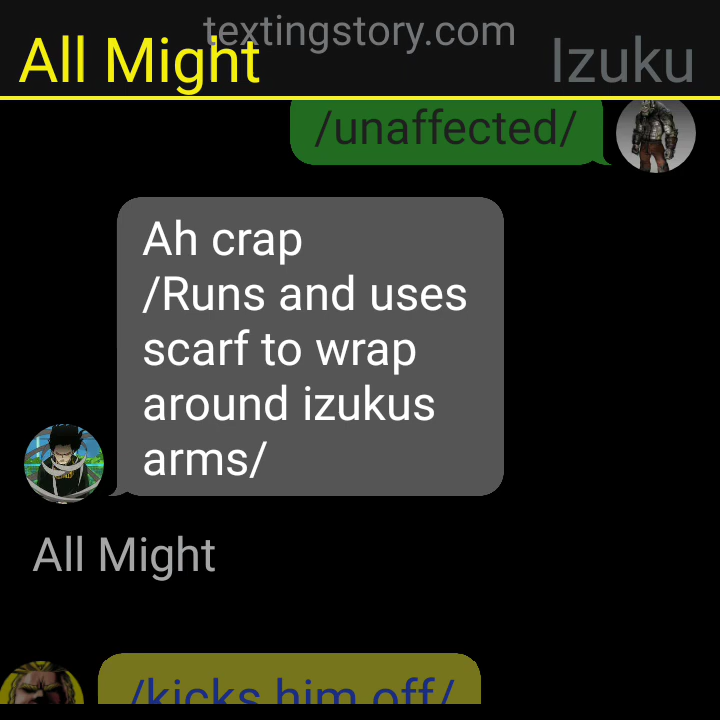 textingstory.com
All Might
Izuku
/unaffected/
Ah crap
/Runs and uses
scarf to wrap
around izukus
arms/
All Might
/kicks him off/